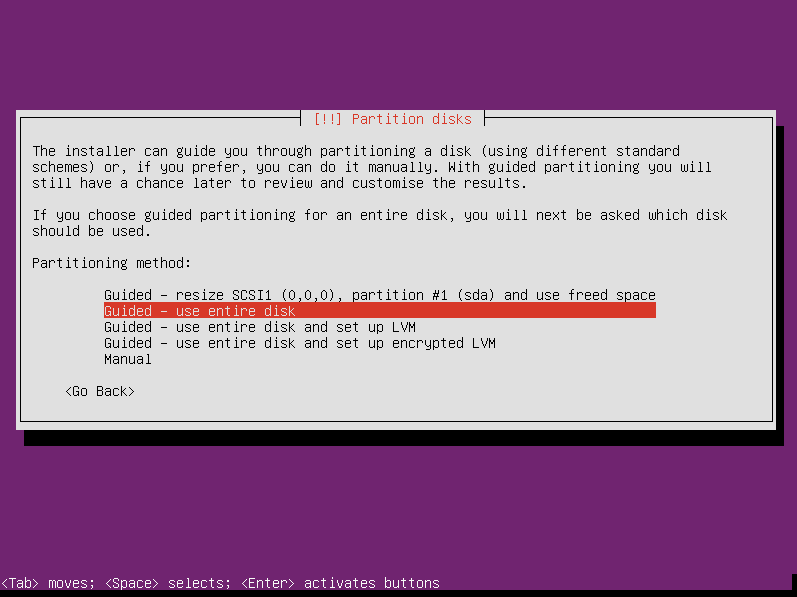 [!!] Partition disks
The installer can guide you through partitioning a disk (using different standard
schemes) or, if you prefer, you can do it manually. With guided partitioning you will
still have a chance later to review and customise the results.
If you choose guided partitioning for an entire disk, you will next be asked which disk
should be used.
Partitioning method:
Guided – resize SCSI1 (0,0,0), partition #1 (sda) and use freed space
Guided – use entire disk
Guided – use entire disk and set up LVM
Guided – use entire disk and set up encrypted LVM
Manual
<Go Back>
<Tab> moves; <Space> selects; <Enter> activates buttons